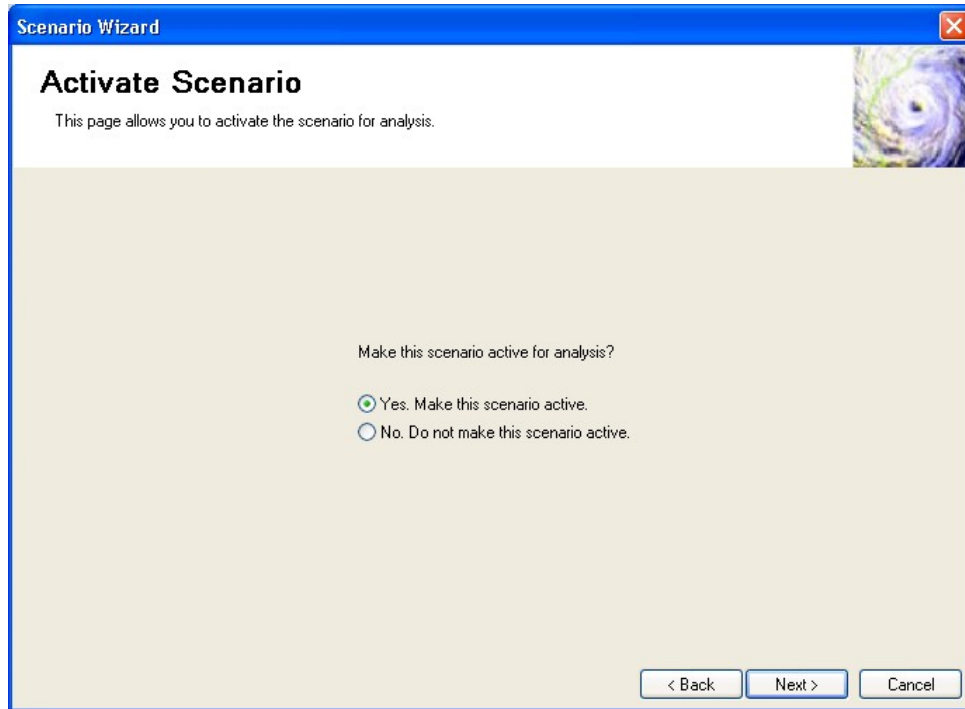 Scenario Wizard
Activate Scenario
This page allows you to activate the scenario for analysis.
Make this scenario active for analysis?
Yes. Make this scenario active.
No. Do not make this scenario active.
< Back
Next >
Cancel